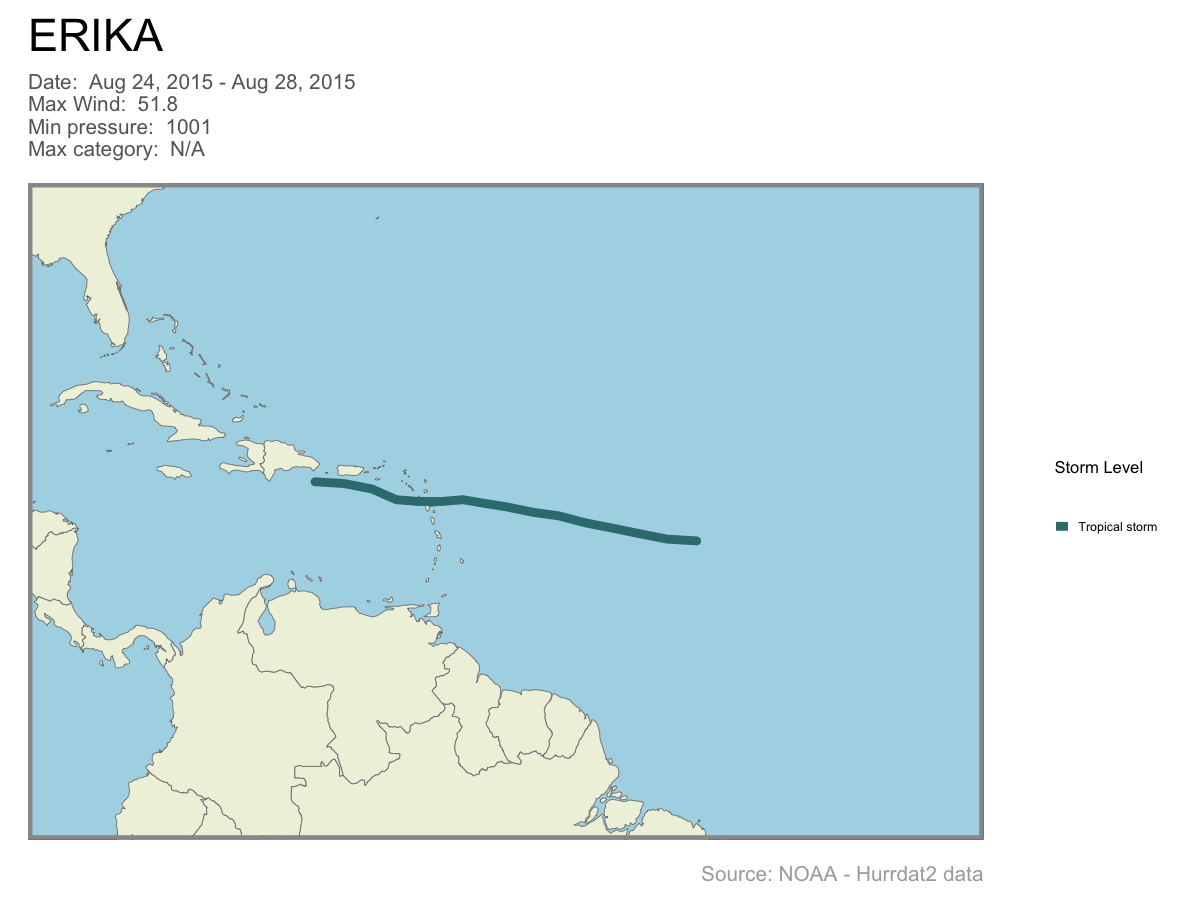 ERIKA
Date:  Aug 24, 2015 - Aug 28, 2015
Max Wind:  51.8
Min pressure:  1001
Max category:  N/A
Storm Level
Tropical storm
Source: NOAA - Hurrdat2 data